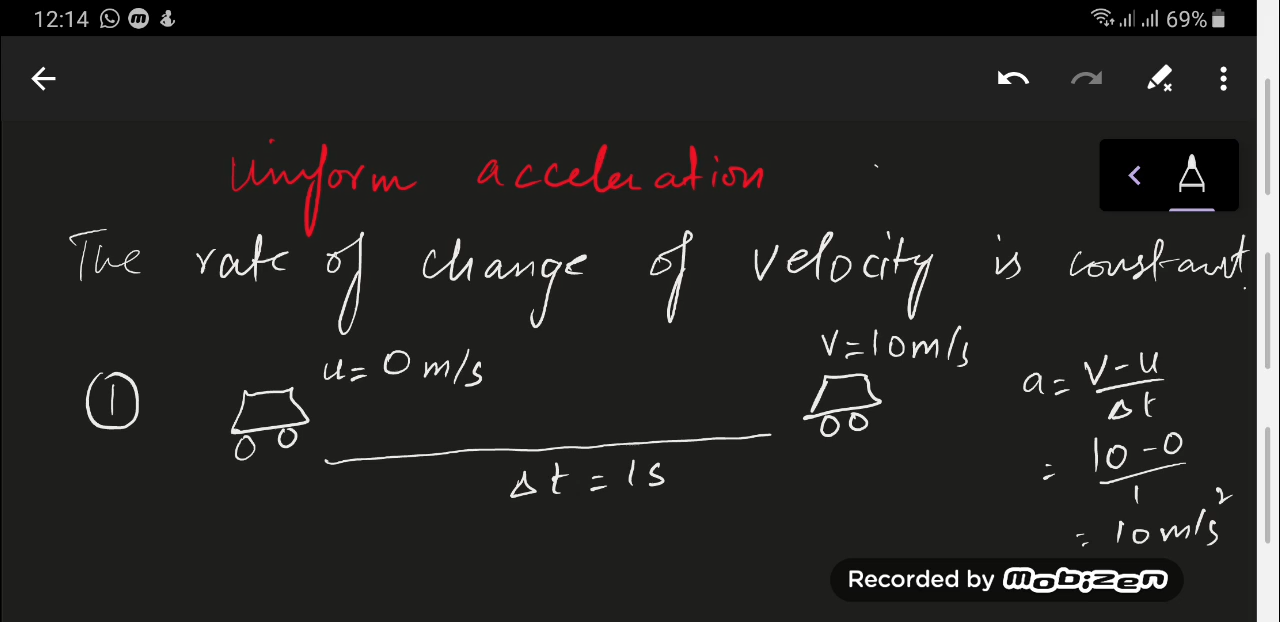 12:14 69%
Uniform acceleration
The rate of change of velocity is constant.
① u = 0 m/s v = 10 m/s a = v - u / Δt
Δt = 1 s = 10 - 0 / 1
= 10 m/s²
Recorded by mobizen